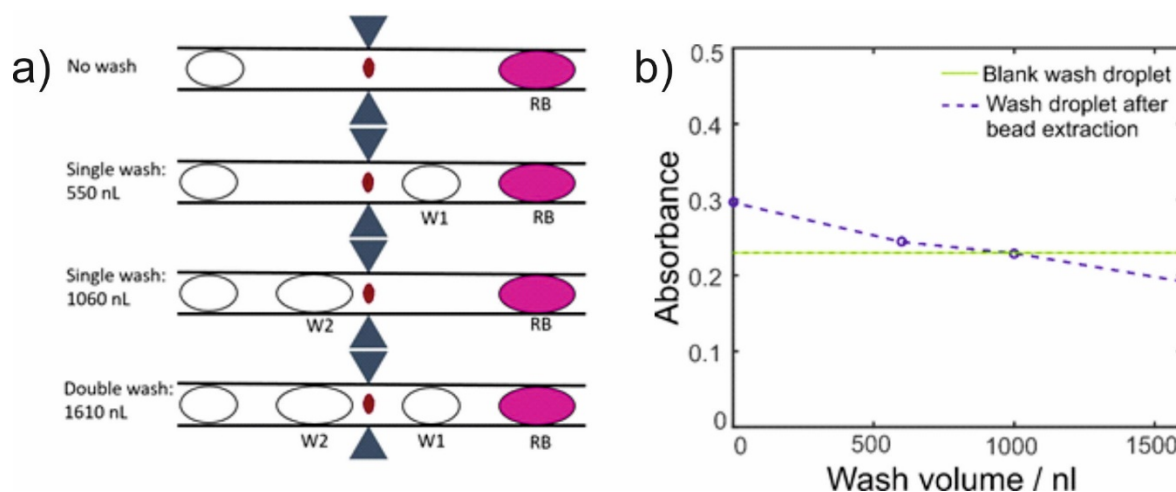 a)
No wash
RB
Single wash:
550 nL
W1
RB
Single wash:
1060 nL
W2
RB
Double wash:
1610 nL
W2
W1
RB
b)
0.5
0.4
0.3
0.2
0.1
0
Absorbance
Blank wash droplet
Wash droplet after
bead extraction
0
500
1000
1500
Wash volume / nl